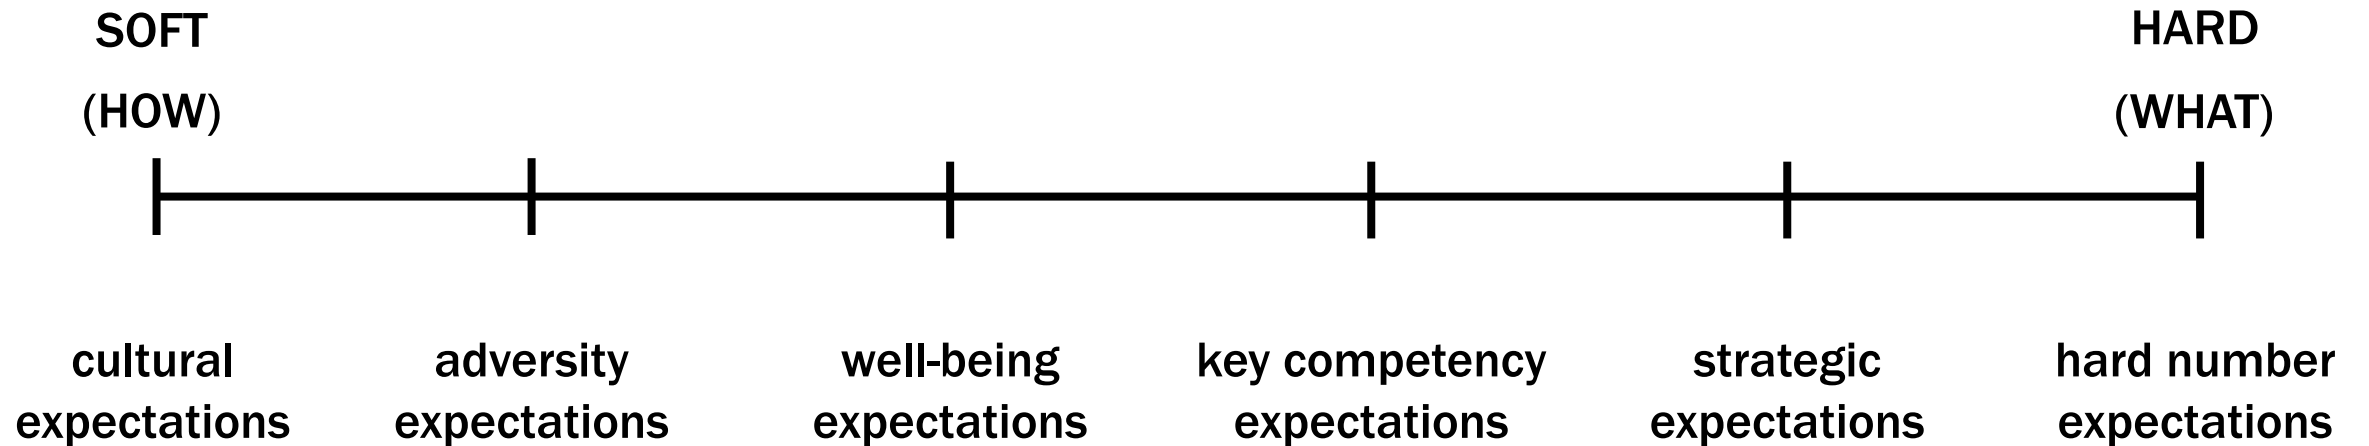 SOFT
(HOW)
HARD
(WHAT)
cultural
expectations
adversity
expectations
well-being
expectations
key competency
expectations
strategic
expectations
hard number
expectations